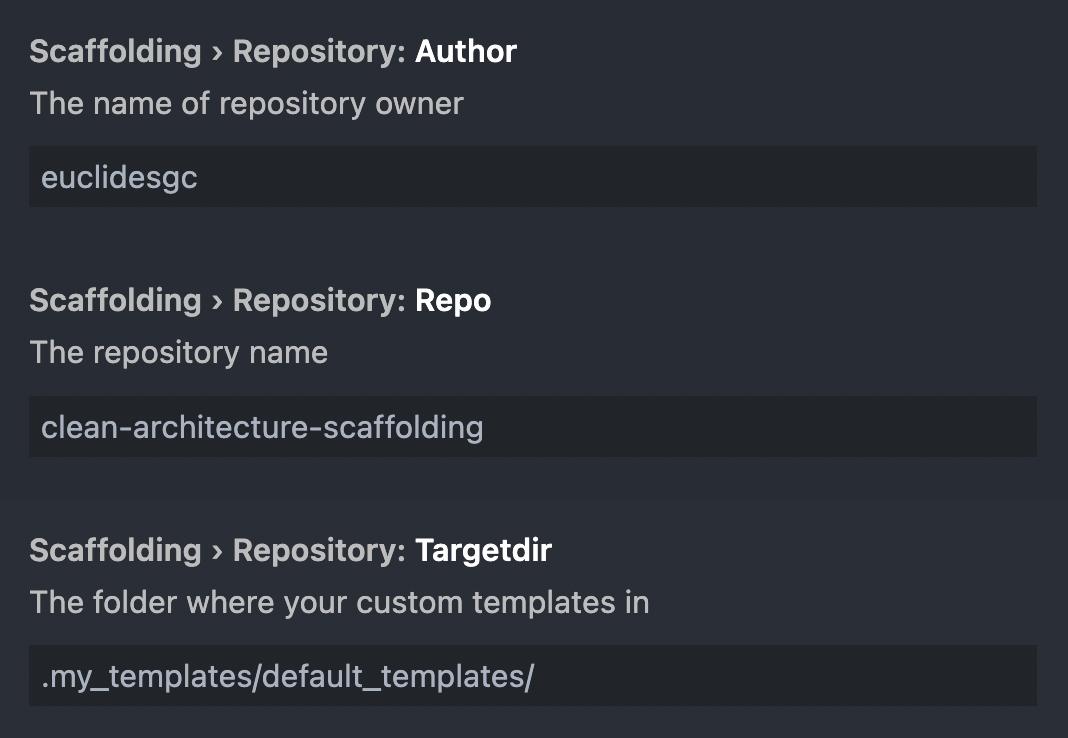 Scaffolding › Repository: Author
The name of repository owner
euclidesgc
Scaffolding › Repository: Repo
The repository name
clean-architecture-scaffolding
Scaffolding › Repository: Targetdir
The folder where your custom templates in
.my_templates/default_templates/